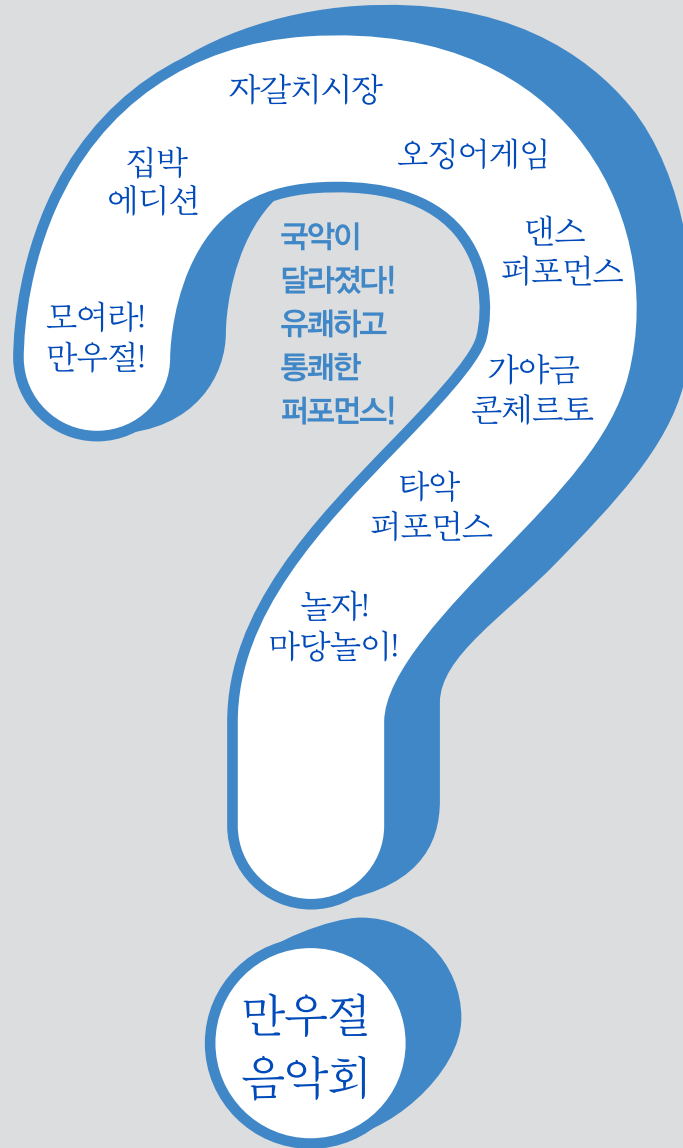 모여라!
만우절!
집박
에디션
자갈치시장
오징어게임
댄스
퍼포먼스
가야금
콘체르토
타악
퍼포먼스
놀자!
마당놀이!
국악이
달라졌다!
유쾌하고
통쾌한
퍼포먼스!
만우절
음악회